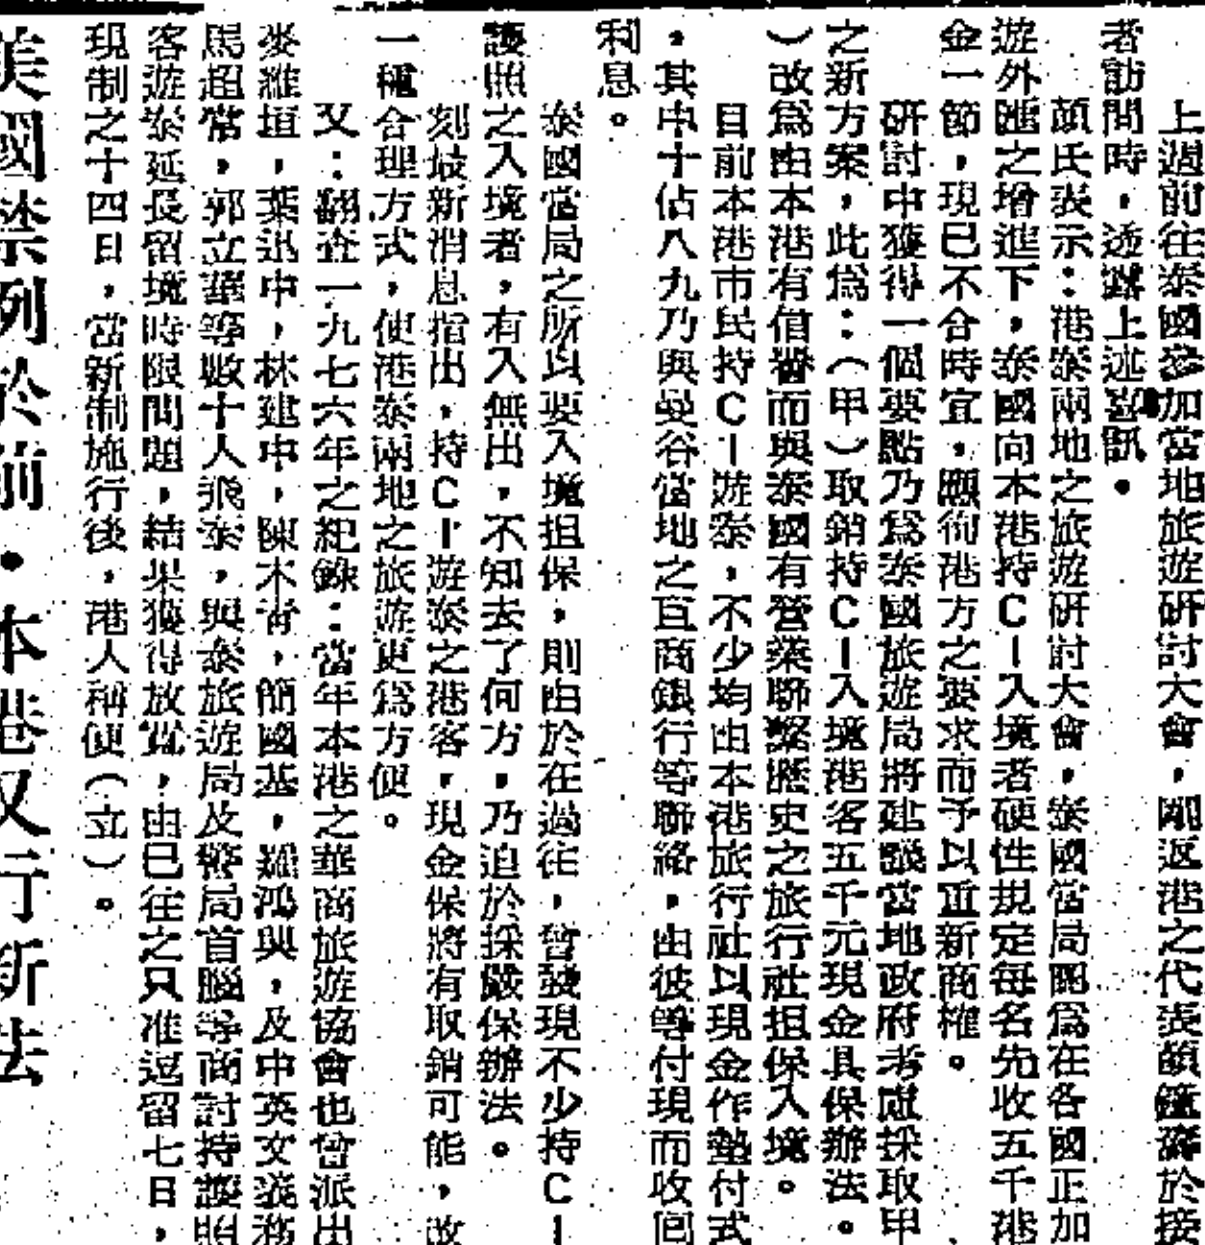 上週前往泰國參加當地旅遊研討大會，剛返港之代表顏鐘濤於接
者訪問時，透露上述喜訊。
顏氏表示：港泰兩地之旅遊研討大會，泰國當局鑒爲在各國正加
遊外匯之增進下，泰國向本港持CI入境者硬性規定每名先收五千港
金一節，現已不合時宜，應徇港方之要求而予以重新商榷。
研討中獲得一個要點乃爲泰國旅遊局將建議當地政府考慮採取甲
之新方案，此爲：（甲）取銷持CI入境港客五千元現金具保辦法。
）改爲由本港有信譽而與泰國有營業聯繫歷史之旅行社担保入境。
目前本港市民持CI遊泰，不少均由本港旅行社以現金作墊付式
，其中十佔八九乃與曼谷當地之亙商銀行等聯絡，由彼等付現而收回
利息。
泰國當局之所以要入境担保，則由於在過往，曾發現不少持CI
護照之入境者，有入無出，不知去了何方，乃迫於採嚴保辦法。
刻最新消息指出，持CI遊泰之港客，現金保將有取銷可能，改
一種合理方式，使港泰兩地之旅遊更爲方便。
又：翻查一九七六年之紀錄：當年本港之華商旅遊協會也曾派出
麥維垣，葉迅中，林建中，陳木，簡國基，羅鴻興，及中英文義務
馬超常，郭立華等數十人飛泰，與泰旅遊局及警局首腦等商討持護照
客遊泰延長留境時限問題，結果獲得放寬，由已往之只准逗留七日，
現制之十四日，當新制施行後，港人稱便（立）。
美國禁例於前・本港又行新法